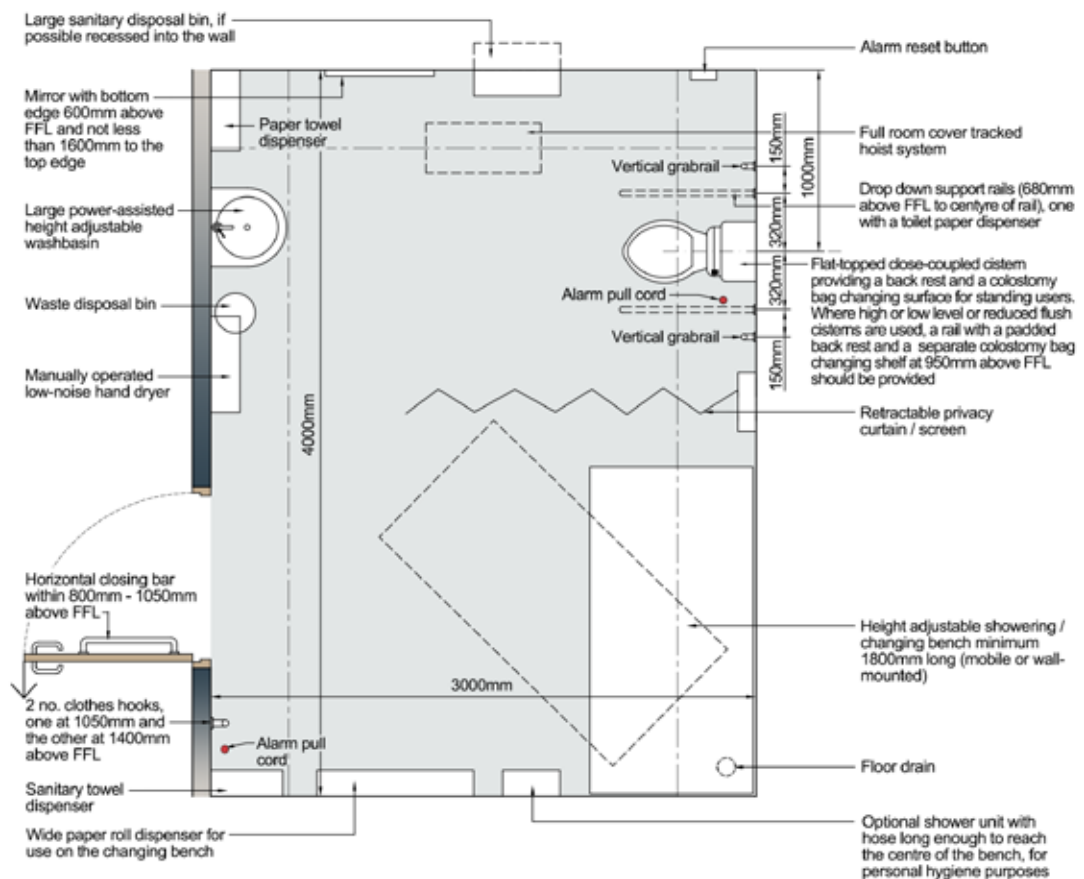 Large sanitary disposal bin, if
possible recessed into the wall
Alarm reset button
Mirror with bottom
edge 600mm above
FFL and not less
than 1600mm to the
top edge
Paper towel
dispenser
Full room cover tracked
hoist system
Vertical grabrail
150mm
1000mm
Drop down support rails (680mm
above FFL to centyre of rail), one
with a toilet paper dispenser
Large power-assisted
height adjustable
washbasin
320mm
Flat-topped close-coupled cistern
providing a back rest and a colostomy
bag changing surface for standing users.
Where high or low level or reduced flush
cisterns are used, a rail with a padded
back rest and a separate colostomy bag
changing shelf at 950mm above FFL
should be provided
Alarm pull cord
320mm
Waste disposal bin
Vertical grabrail
150mm
Manually operated
low-noise hand dryer
4000mm
Retractable privacy
curtain / screen
Horizontal closing bar
within 800mm - 1050mm
above FFL
Height adjustable showering /
changing bench minimum
1800mm long (mobile or wall-
mounted)
3000mm
2 no. clothes hooks,
one at 1050mm and
the other at 1400mm
above FFL
Alarm pull
cord
Floor drain
Sanitary towel
dispenser
Wide paper roll dispenser for
use on the changing bench
Optional shower unit with
hose long enough to reach
the centre of the bench, for
personal hygiene purposes